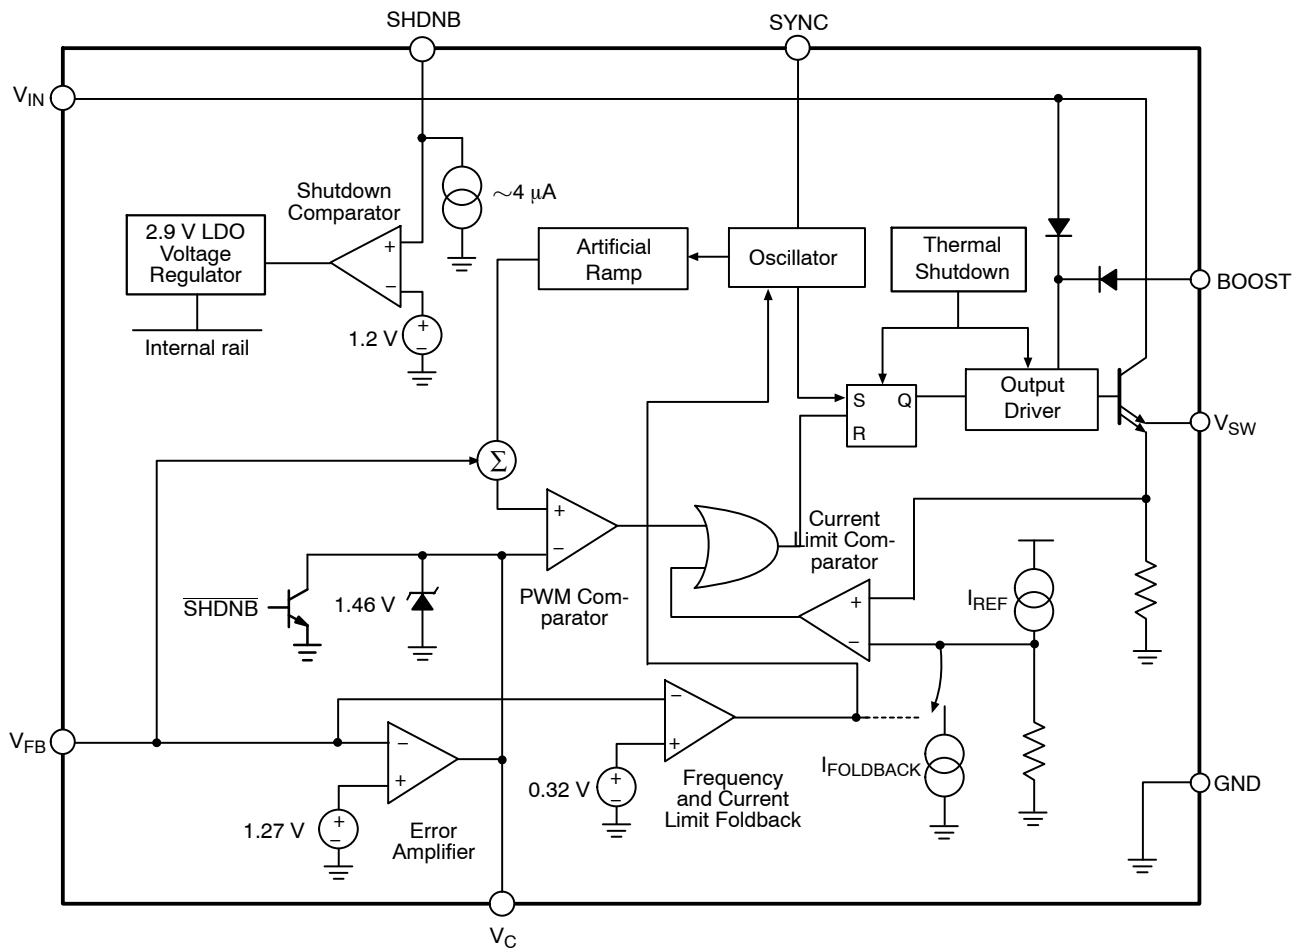 SHDNB
SYNC
V_IN
Shutdown
Comparator
∼4 μA
2.9 V LDO
Voltage
Regulator
+
−
1.2 V
+
−
Internal rail
Artificial
Ramp
Oscillator
Thermal
Shutdown
BOOST
S
Q
R
Output
Driver
V_SW
Σ
+
−
PWM Com-
parator
Current
Limit Com-
parator
+
−
I_REF
SHDNB
1.46 V
V_FB
−
+
Error
Amplifier
1.27 V
+
−
−
+
Frequency
and Current
Limit Foldback
0.32 V
+
−
I_FOLDBACK
GND
V_C